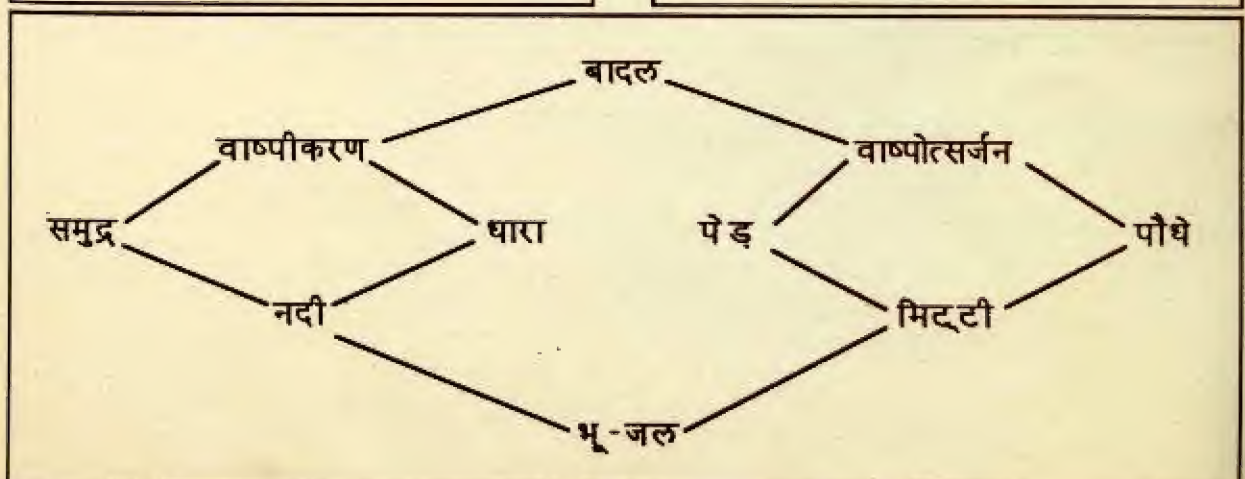 बादल
वाष्पीकरण वाष्पोत्सर्जन
समुद्र धारा पेड़ पौधे
नदी मिट्टी
भू-जल